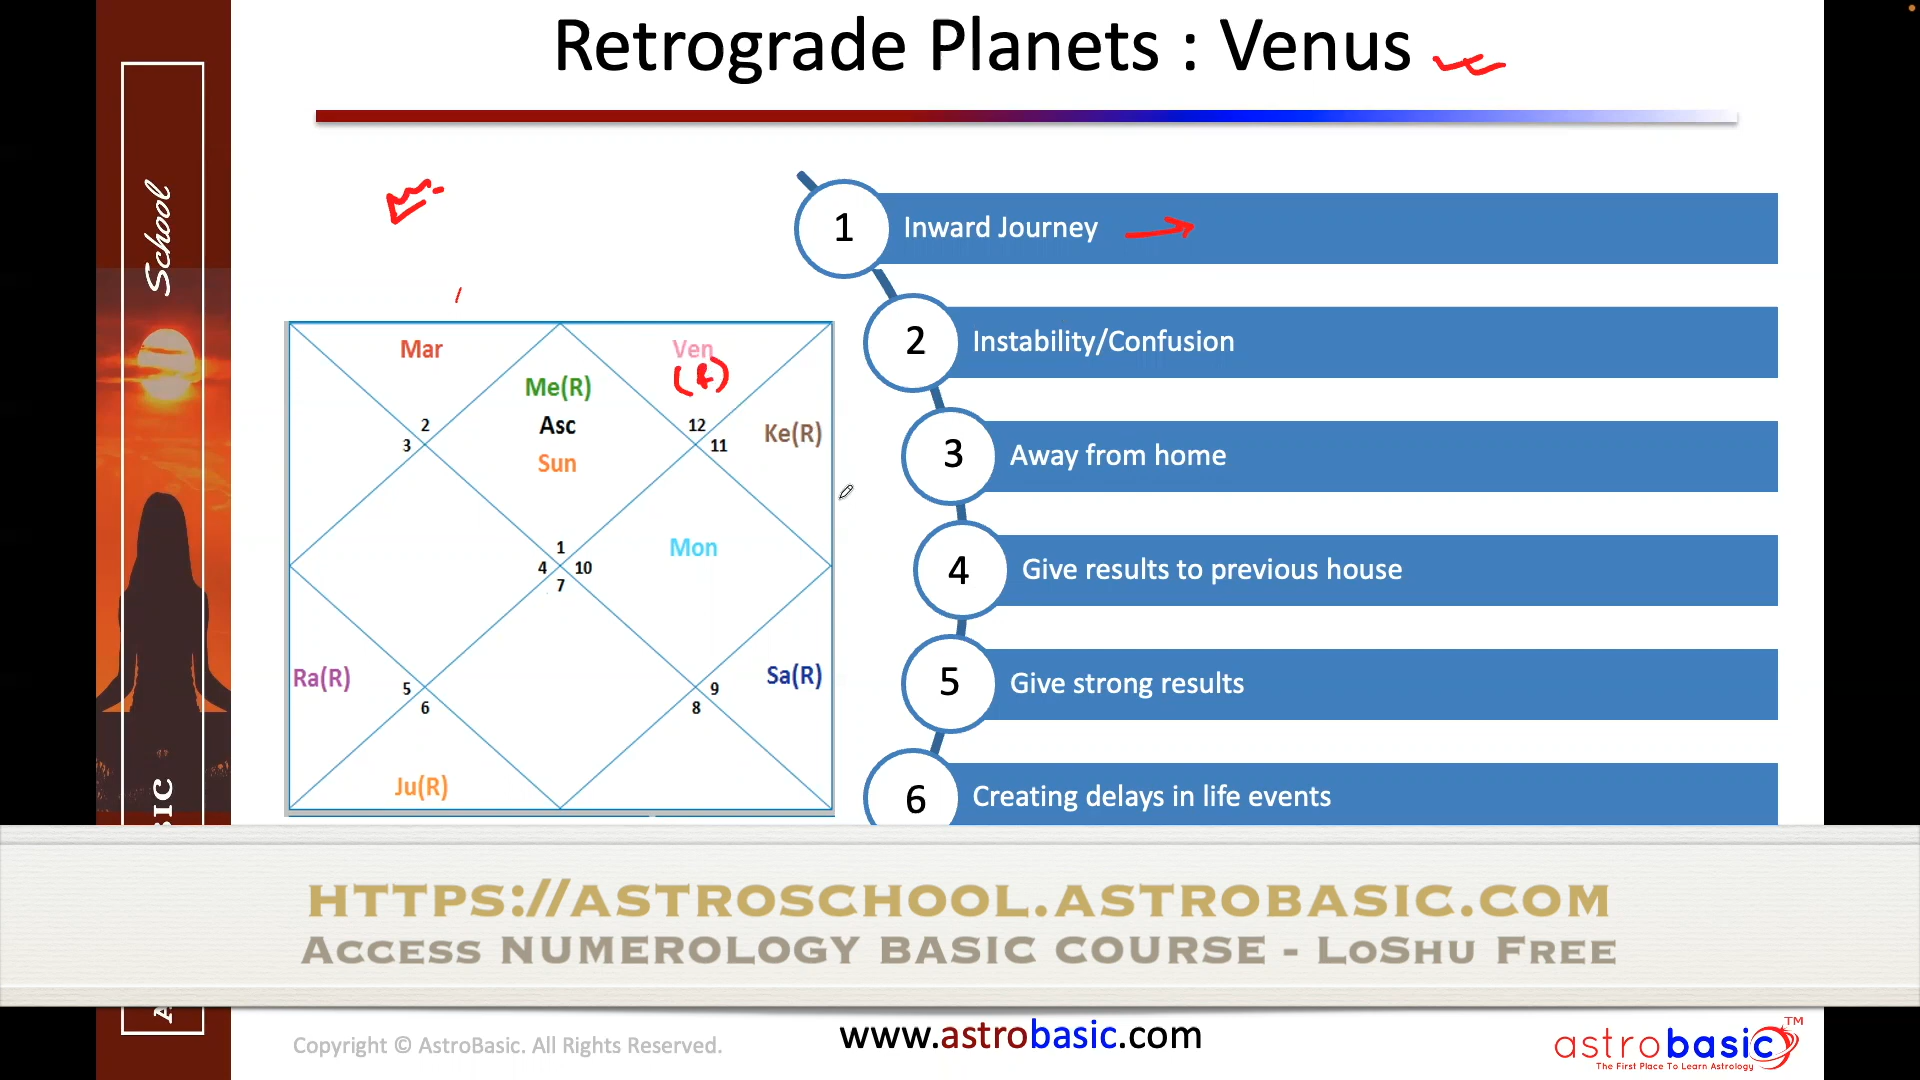 Retrograde Planets : Venus
School
1 Inward Journey
2 Instability/Confusion
3 Away from home
4 Give results to previous house
5 Give strong results
6 Creating delays in life events
Mar
Ven
(R)
Me(R)
Asc
Sun
2
3
12
11
Ke(R)
1
4 10
7
Mon
Ra(R)
5
6
9
8
Sa(R)
Ju(R)
HTTPS://ASTROSCHOOL.ASTROBASIC.COM
ACCESS NUMEROLOGY BASIC COURSE - LOSHU FREE
Copyright © AstroBasic. All Rights Reserved.
www.astrobasic.com
astrobasic TM
The First Place To Learn Astrology